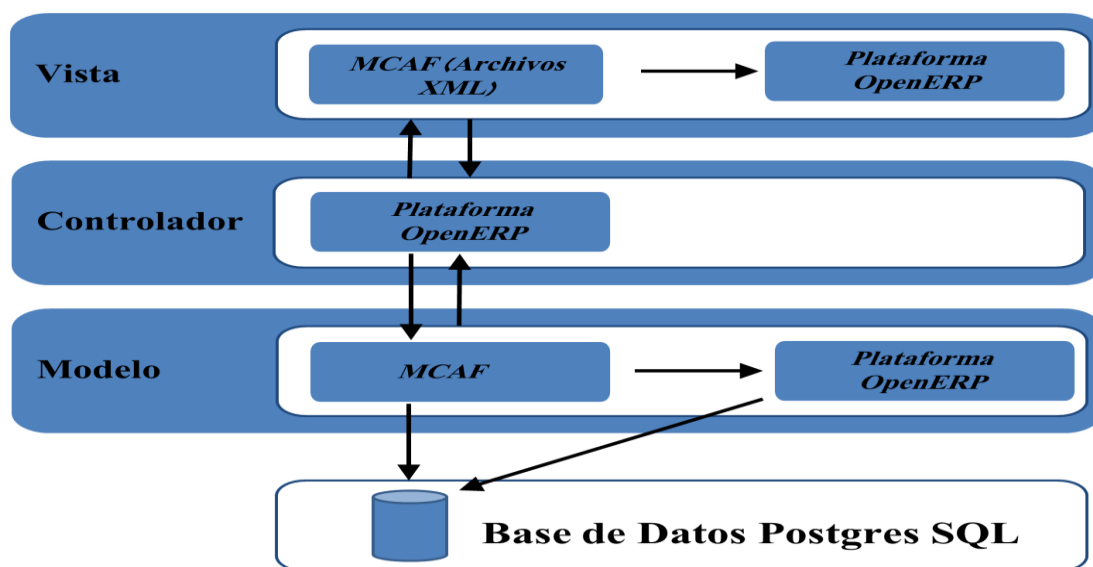 Vista
MCAF (Archivos
XML)
Plataforma
OpenERP
Controlador
Plataforma
OpenERP
Modelo
MCAF
Plataforma
OpenERP
Base de Datos Postgres SQL